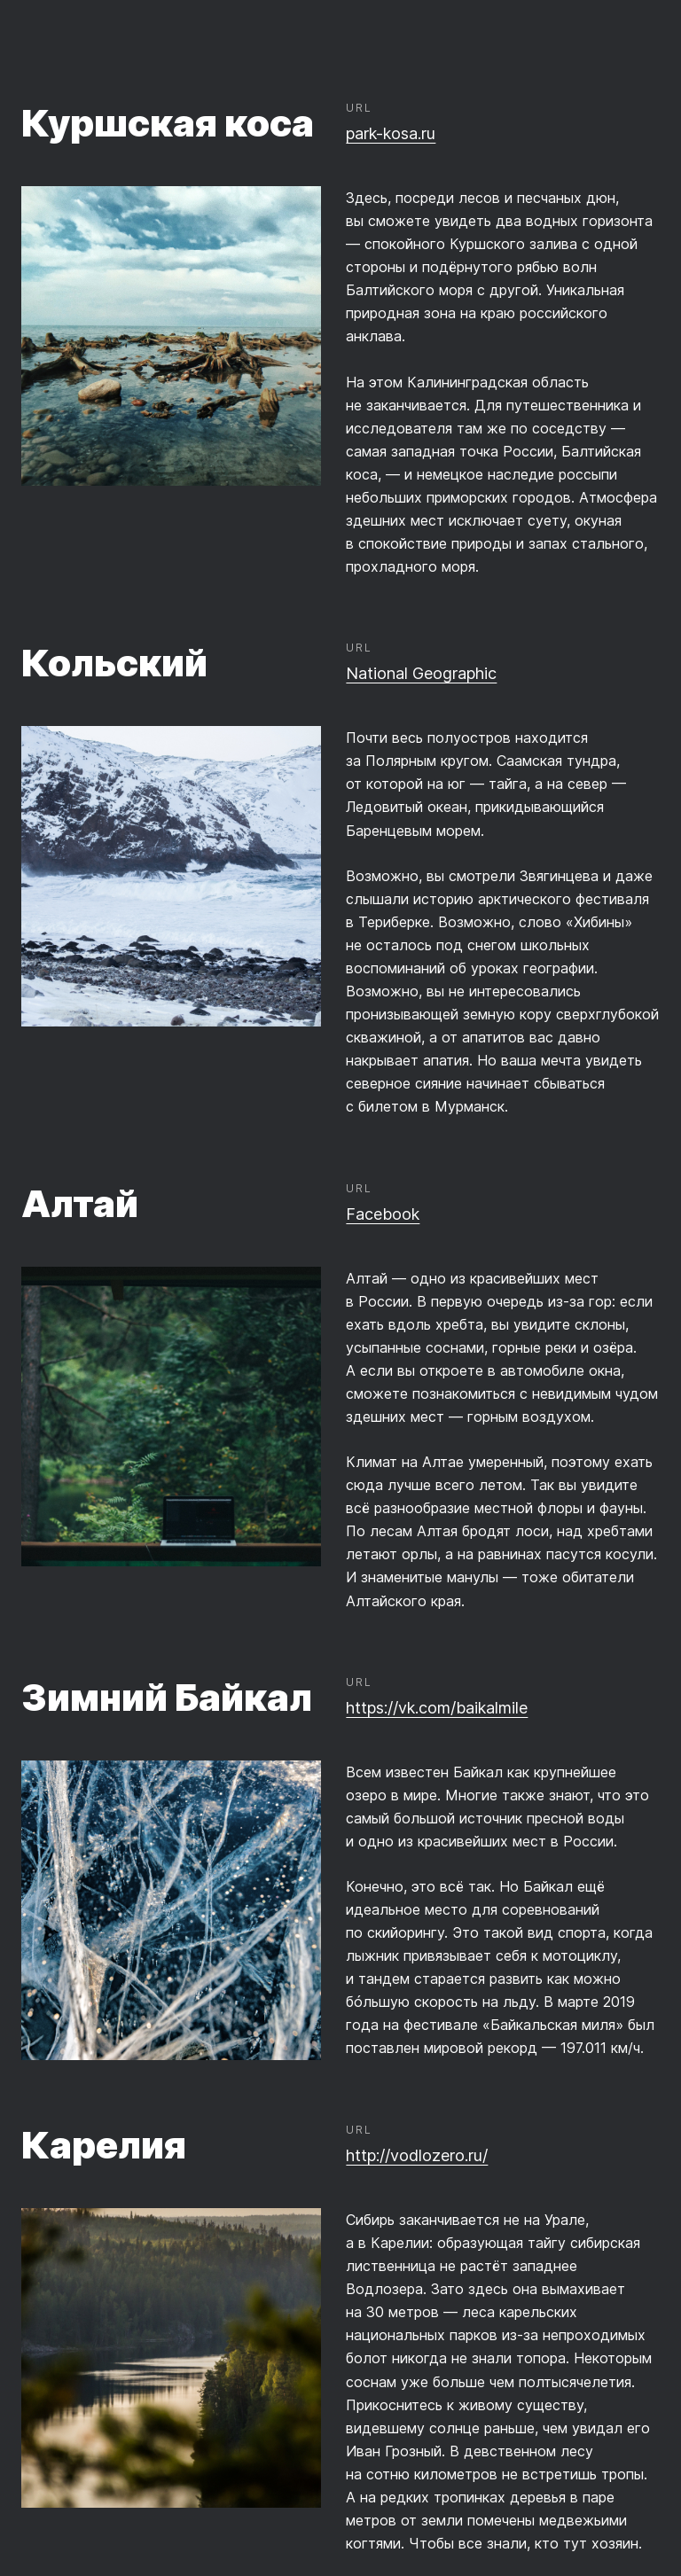 Куршская коса
URL
park-kosa.ru
Здесь, посреди лесов и песчаных дюн,
вы сможете увидеть два водных горизонта
— спокойного Куршского залива с одной
стороны и подёрнутого рябью волн
Балтийского моря с другой. Уникальная
природная зона на краю российского
анклава.
На этом Калининградская область
не заканчивается. Для путешественника и
исследователя там же по соседству —
самая западная точка России, Балтийская
коса, — и немецкое наследие россыпи
небольших приморских городов. Атмосфера
здешних мест исключает суету, окуная
в спокойствие природы и запах стального,
прохладного моря.
Кольский
URL
National Geographic
Почти весь полуостров находится
за Полярным кругом. Саамская тундра,
от которой на юг — тайга, а на север —
Ледовитый океан, прикидывающийся
Баренцевым морем.
Возможно, вы смотрели Звягинцева и даже
слышали историю арктического фестиваля
в Териберке. Возможно, слово «Хибины»
не осталось под снегом школьных
воспоминаний об уроках географии.
Возможно, вы не интересовались
пронизывающей земную кору сверхглубокой
скважиной, а от апатитов вас давно
накрывает апатия. Но ваша мечта увидеть
северное сияние начинает сбываться
с билетом в Мурманск.
Алтай
URL
Facebook
Алтай — одно из красивейших мест
в России. В первую очередь из-за гор: если
ехать вдоль хребта, вы увидите склоны,
усыпанные соснами, горные реки и озёра.
А если вы откроете в автомобиле окна,
сможете познакомиться с невидимым чудом
здешних мест — горным воздухом.
Климат на Алтае умеренный, поэтому ехать
сюда лучше всего летом. Так вы увидите
всё разнообразие местной флоры и фауны.
По лесам Алтая бродят лоси, над хребтами
летают орлы, а на равнинах пасутся косули.
И знаменитые манулы — тоже обитатели
Алтайского края.
Зимний Байкал
URL
https://vk.com/baikalmile
Всем известен Байкал как крупнейшее
озеро в мире. Многие также знают, что это
самый большой источник пресной воды
и одно из красивейших мест в России.
Конечно, это всё так. Но Байкал ещё
идеальное место для соревнований
по скийорингу. Это такой вид спорта, когда
лыжник привязывает себя к мотоциклу,
и тандем старается развить как можно
бо́льшую скорость на льду. В марте 2019
года на фестивале «Байкальская миля» был
поставлен мировой рекорд — 197.011 км/ч.
Карелия
URL
http://vodlozero.ru/
Сибирь заканчивается не на Урале,
а в Карелии: образующая тайгу сибирская
лиственница не растёт западнее
Водлозера. Зато здесь она вымахивает
на 30 метров — леса карельских
национальных парков из-за непроходимых
болот никогда не знали топора. Некоторым
соснам уже больше чем полтысячелетия.
Прикоснитесь к живому существу,
видевшему солнце раньше, чем увидал его
Иван Грозный. В девственном лесу
на сотню километров не встретишь тропы.
А на редких тропинках деревья в паре
метров от земли помечены медвежьими
когтями. Чтобы все знали, кто тут хозяин.